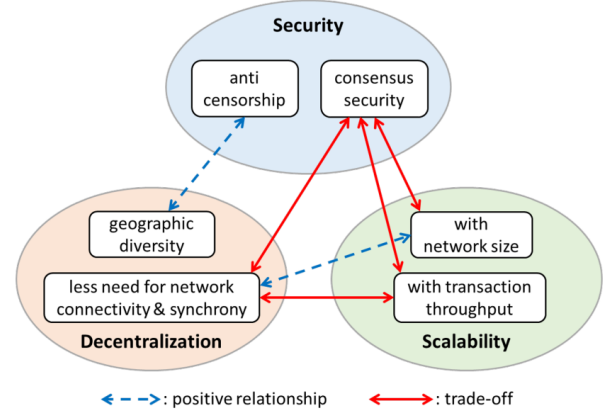 Security
anti
censorship
consensus
security
geographic
diversity
with
network size
less need for network
connectivity & synchrony
with transaction
throughput
Decentralization
Scalability
: positive relationship
: trade-off